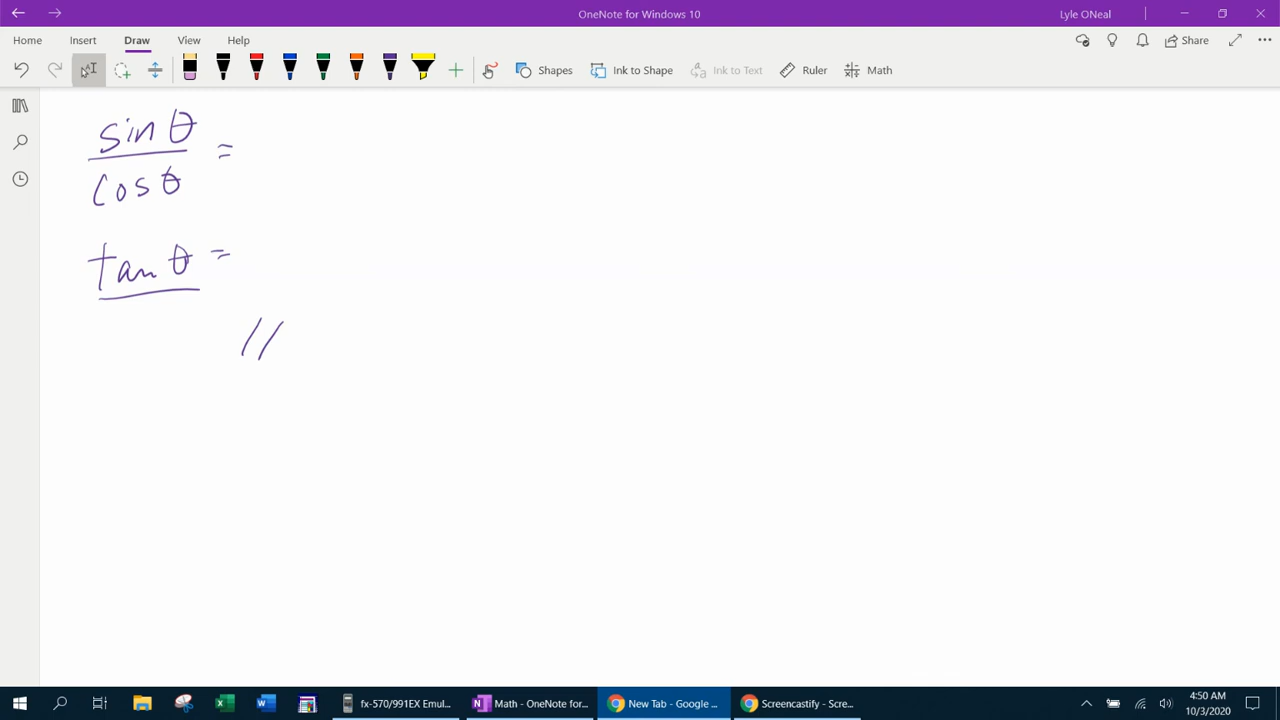 OneNote for Windows 10
Lyle ONeal
Home Insert Draw View Help
Share
Shapes Ink to Shape Ink to Text Ruler Math
sin θ
cos θ
=
tan θ =
//
fx-570/991EX Emul...
Math - OneNote for...
New Tab - Google ...
Screencastify - Scre...
4:50 AM
10/3/2020